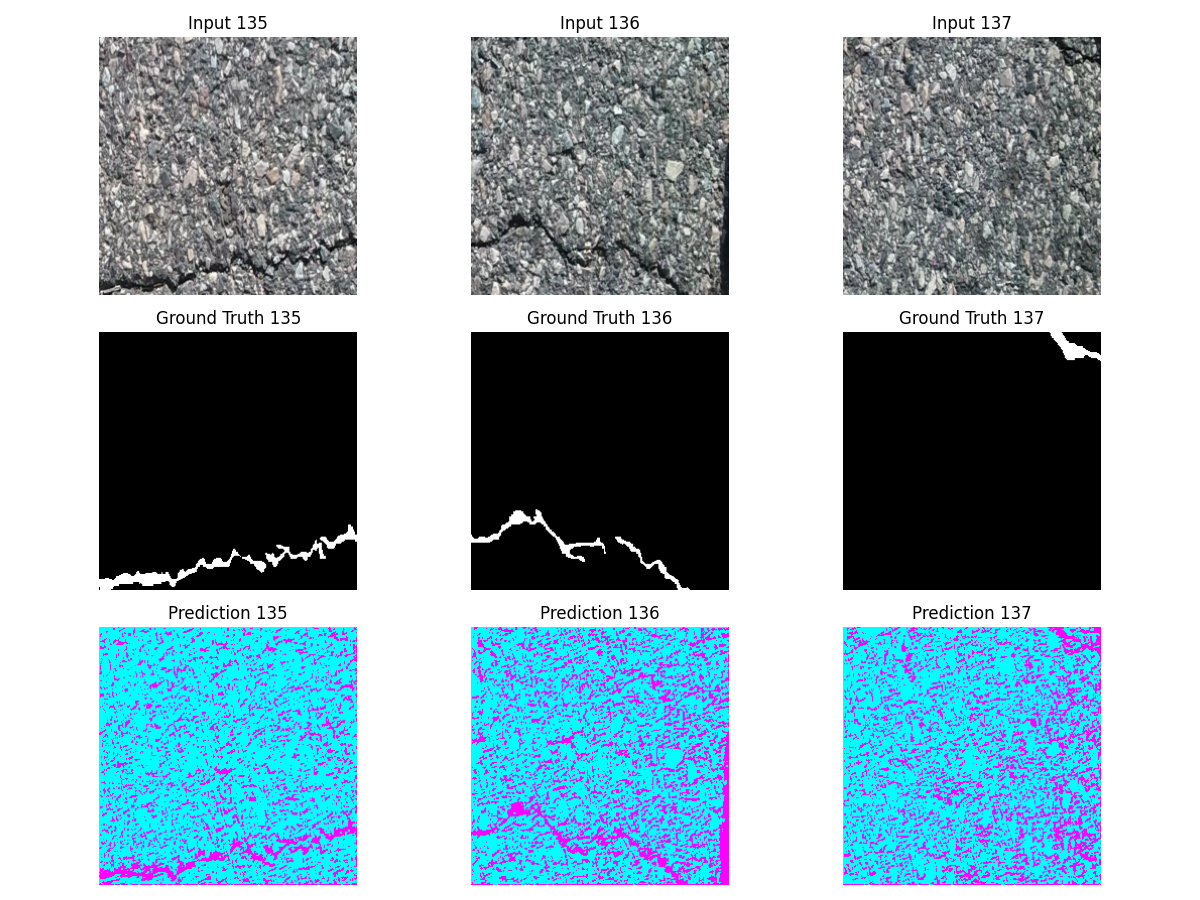 Input 135
Input 136
Input 137
Ground Truth 135
Ground Truth 136
Ground Truth 137
Prediction 135
Prediction 136
Prediction 137